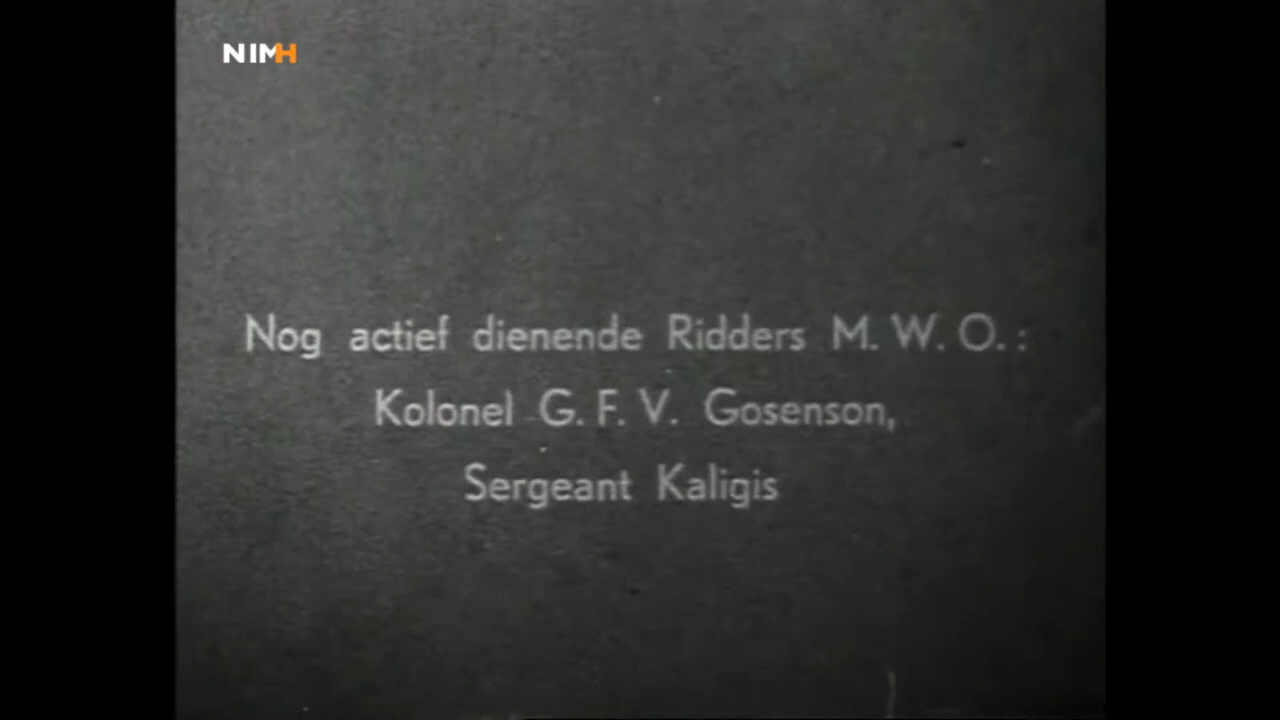 NIMH
Nog actief dienende Ridders M. W. O. :
Kolonel G. F. V. Gosenson,
Sergeant Kaligis